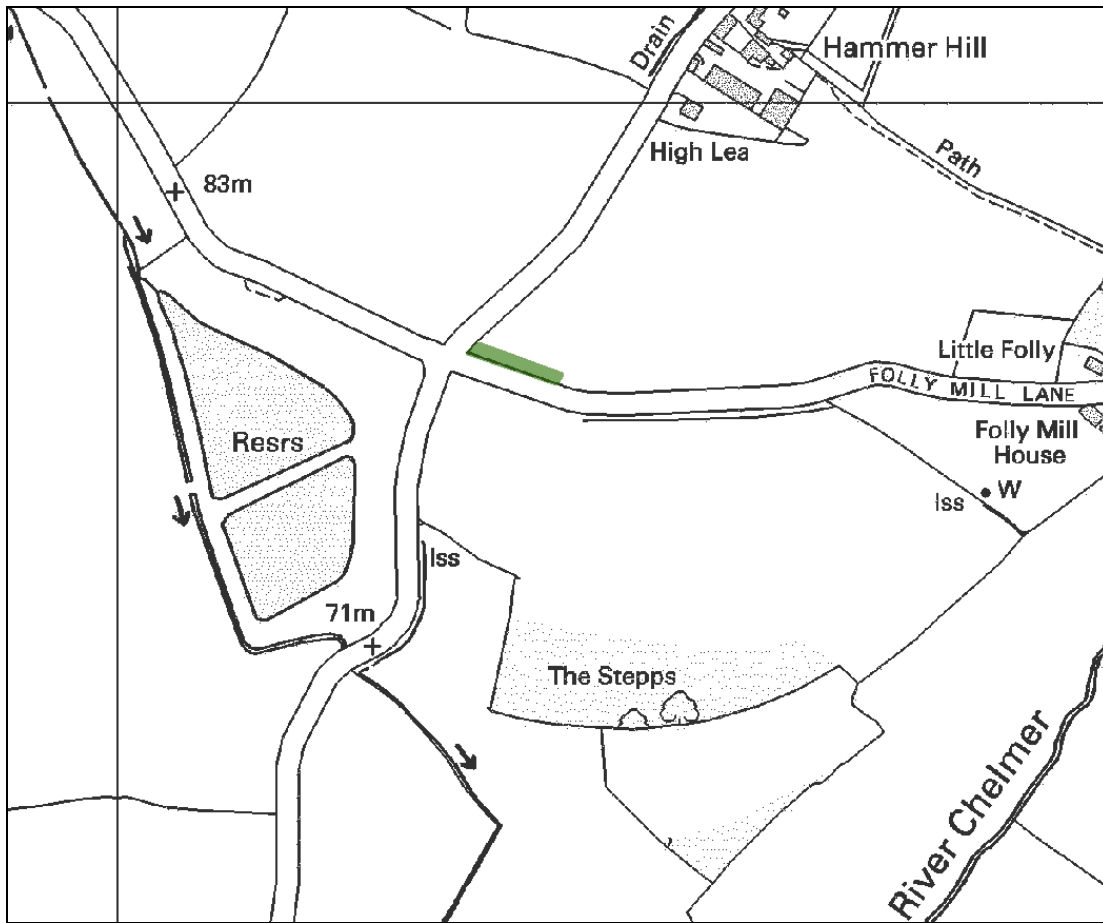 Drain
Hammer Hill
High Lea
Path
83m
Little Folly
FOLLY MILL LANE
Folly Mill
House
W
Iss
Resrs
Iss
71m
The Stepps
River Chelmer